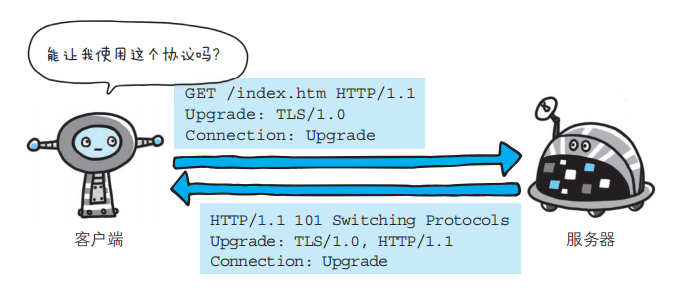 能让我使用这个协议吗?
GET /index.htm HTTP/1.1
Upgrade: TLS/1.0
Connection: Upgrade
HTTP/1.1 101 Switching Protocols
Upgrade: TLS/1.0, HTTP/1.1
Connection: Upgrade
客户端
服务器